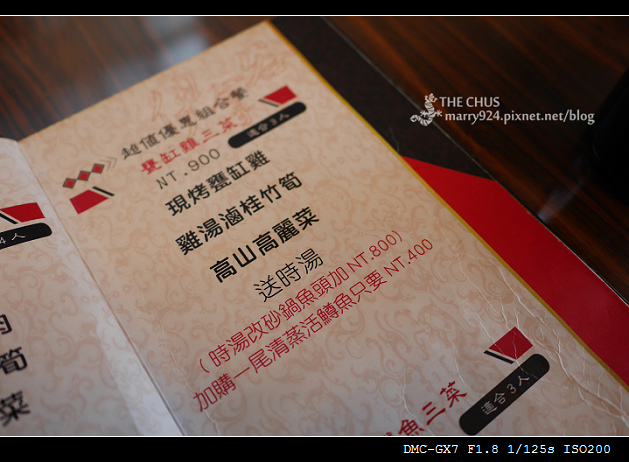 THE CHUS
marry924.pixnet.net/blog
超值優惠組合餐
甕缸雞三菜
適合3人
NT.900
現烤甕缸雞
雞湯滷桂竹筍
高山高麗菜
送時湯
(時湯改砂鍋魚頭加NT.800)
加購一尾清蒸活鱒魚只要NT.400
4人
筍
菜
魚三菜
適合3人
DMC-GX7 F1.8 1/125s ISO200